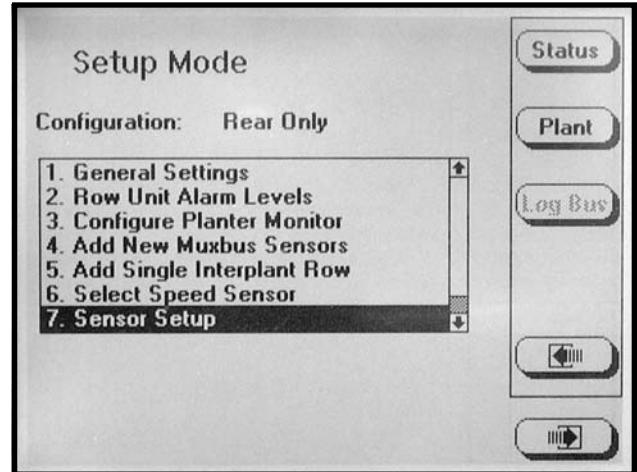 Setup Mode
Configuration: Rear Only
1. General Settings
2. Row Unit Alarm Levels
3. Configure Planter Monitor
4. Add New Muxbus Sensors
5. Add Single Interplant Row
6. Select Speed Sensor
7. Sensor Setup
Status
Plant
Log Bus